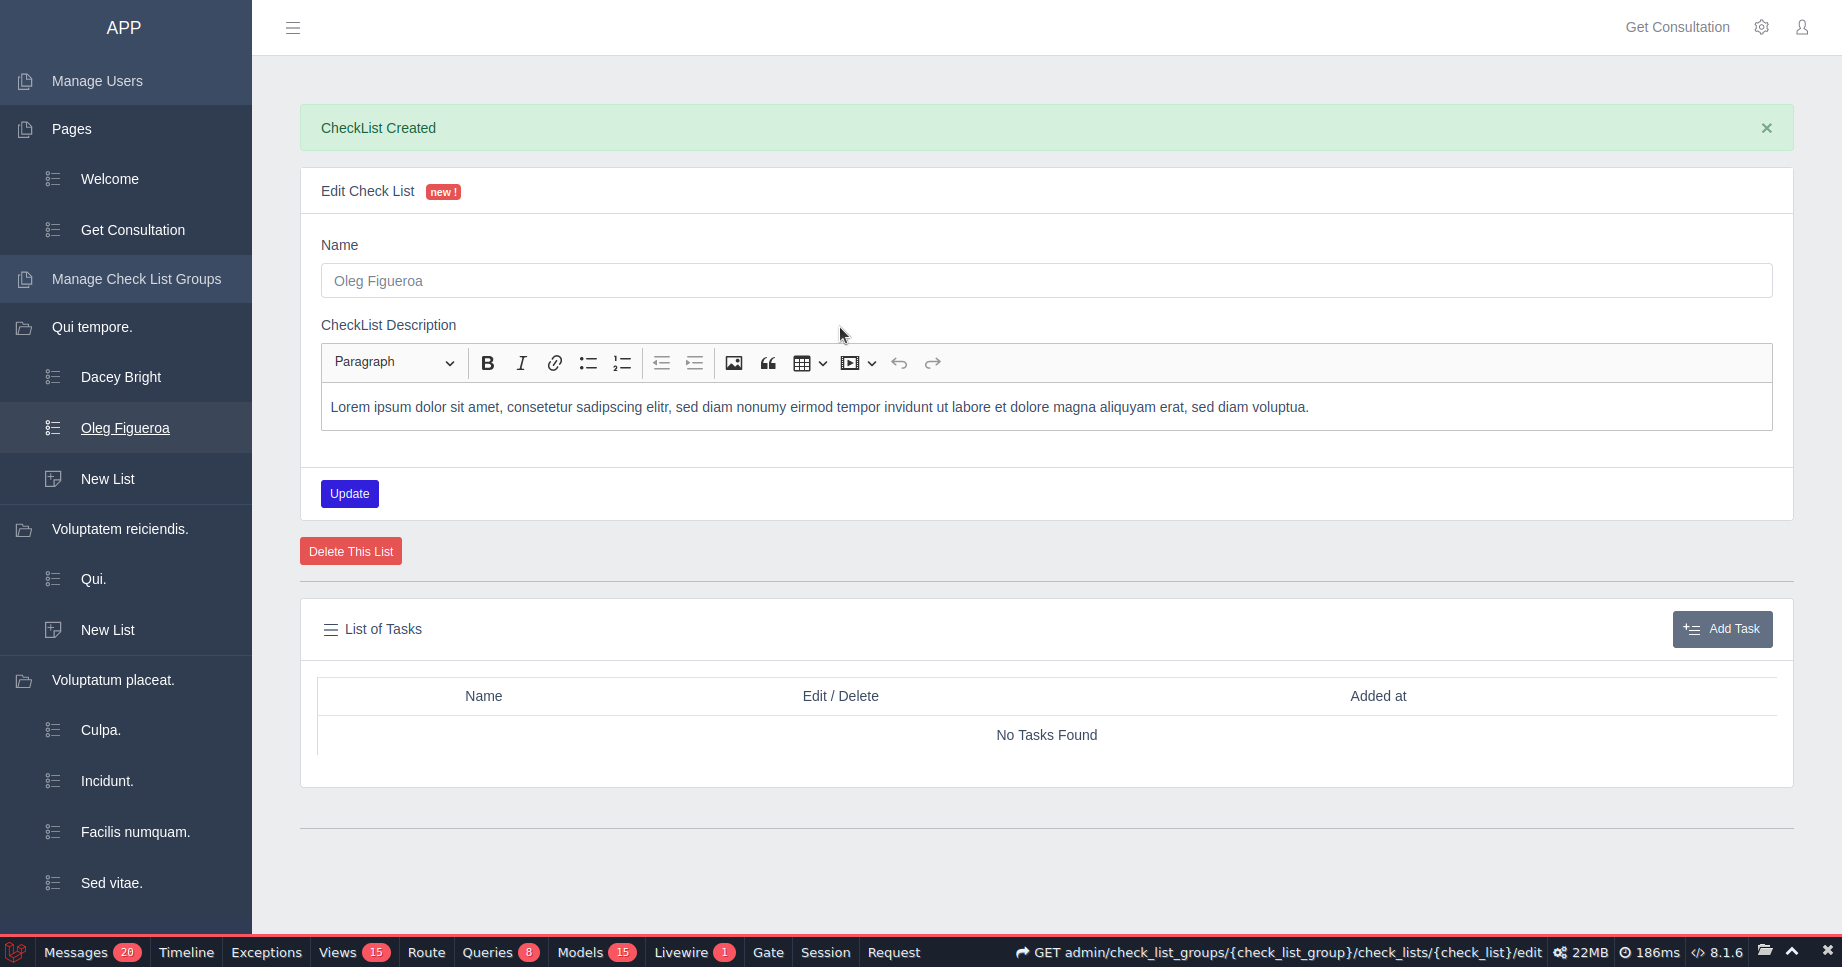 APP
Get Consultation
Manage Users
Pages
Welcome
Get Consultation
Manage Check List Groups
Qui tempore.
Dacey Bright
Oleg Figueroa
New List
Voluptatem reiciendis.
Qui.
New List
Voluptatum placeat.
Culpa.
Incidunt.
Facilis numquam.
Sed vitae.
CheckList Created ×
Edit Check List new !
Name
Oleg Figueroa
CheckList Description
Paragraph B I
Lorem ipsum dolor sit amet, consetetur sadipscing elitr, sed diam nonumy eirmod tempor invidunt ut labore et dolore magna aliquyam erat, sed diam voluptua.
Update
Delete This List
List of Tasks Add Task
Name Edit / Delete Added at
No Tasks Found
Messages 20 Timeline Exceptions Views 15 Route Queries 8 Models 15 Livewire 1 Gate Session Request GET admin/check_list_groups/{check_list_group}/check_lists/{check_list}/edit 22MB 186ms 8.1.6